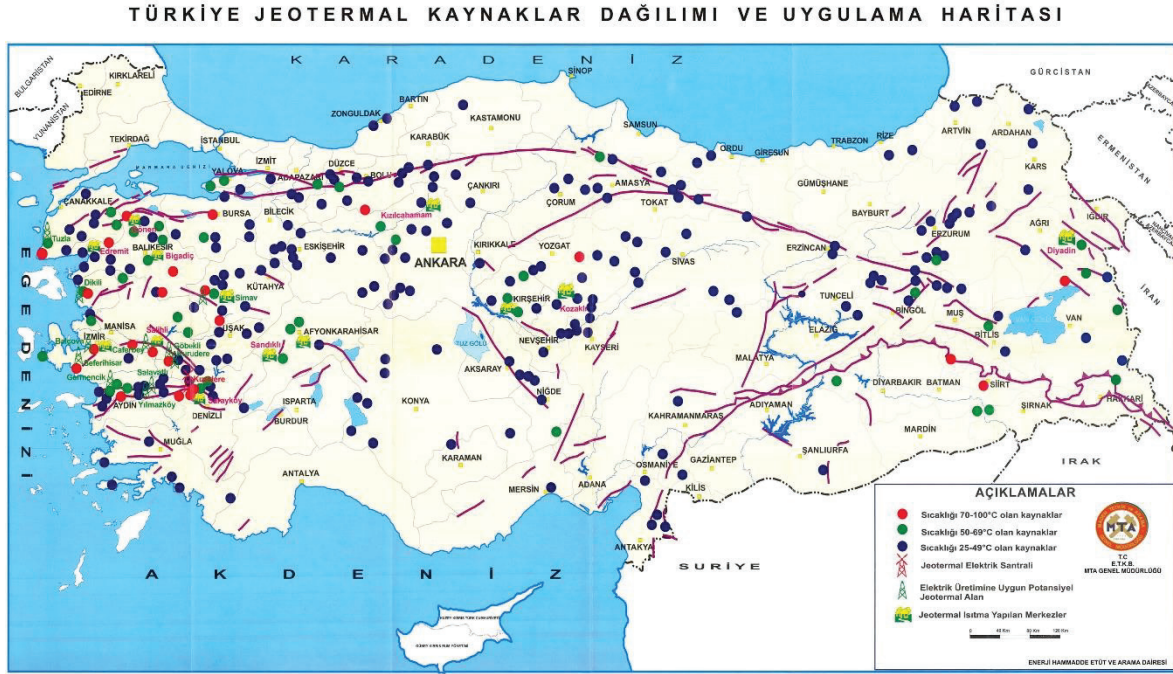 TÜRKİYE JEOTERMAL KAYNAKLAR DAĞILIMI VE UYGULAMA HARİTASI
KARADENİZ
BULGARİSTAN
YUNANİSTAN
GÜRCİSTAN
ERMENİSTAN
İRAN
IRAK
SURİYE
EGE DENİZİ
AKDENİZ
KIRKLARELİ
EDİRNE
TEKİRDAĞ
İSTANBUL
ZONGULDAK
BARTIN
KASTAMONU
SİNOP
KARABÜK
SAMSUN
ORDU
GİRESUN
TRABZON
RİZE
ARTVİN
ARDAHAN
KARS
YALOVA
İZMİT
ADAPAZARI
DÜZCE
BOLU
ÇANKIRI
ÇORUM
AMASYA
TOKAT
GÜMÜŞHANE
BAYBURT
ÇANAKKALE
BURSA
BİLECİK
Kızılcahamam
Gönen
Tuzla
Edremit
BALIKESİR
Bigadiç
ESKİŞEHİR
ANKARA
KIRIKKALE
YOZGAT
SİVAS
ERZİNCAN
ERZURUM
AĞRI
IĞDIR
Diyadin
Dikili
KÜTAHYA
Simav
KIRŞEHİR
Kozaklı
TUNCELİ
BİNGÖL
MUŞ
BİTLİS
VAN
MANİSA
İZMİR
Balçova
Salihli
Caferbey
Göbekli
UŞAK
AFYONKARAHİSAR
Sandıklı
TUZ GÖLÜ
NEVŞEHİR
KAYSERİ
AKSARAY
ELAZIĞ
MALATYA
Seferihisar
Germencik
Salavatlı
AYDIN
Yılmazköy
Sarayköy
DENİZLİ
ISPARTA
BURDUR
KONYA
NİĞDE
KAHRAMANMARAŞ
ADIYAMAN
DİYARBAKIR
BATMAN
SİİRT
ŞIRNAK
HAKKARİ
MARDİN
MUĞLA
ANTALYA
KARAMAN
MERSİN
ADANA
OSMANİYE
GAZİANTEP
KİLİS
ŞANLIURFA
ANTAKYA
AÇIKLAMALAR
Sıcaklığı 70-100°C olan kaynaklar
Sıcaklığı 50-69°C olan kaynaklar
Sıcaklığı 25-49°C olan kaynaklar
Jeotermal Elektrik Santrali
Elektrik Üretimine Uygun Potansiyel
Jeotermal Alan
Jeotermal Isıtma Yapılan Merkezler
MTA
T.C
E.T.K.B.
MTA GENEL MÜDÜRLÜĞÜ
ENERJİ HAMMADDE ETÜT VE ARAMA DAİRESİ